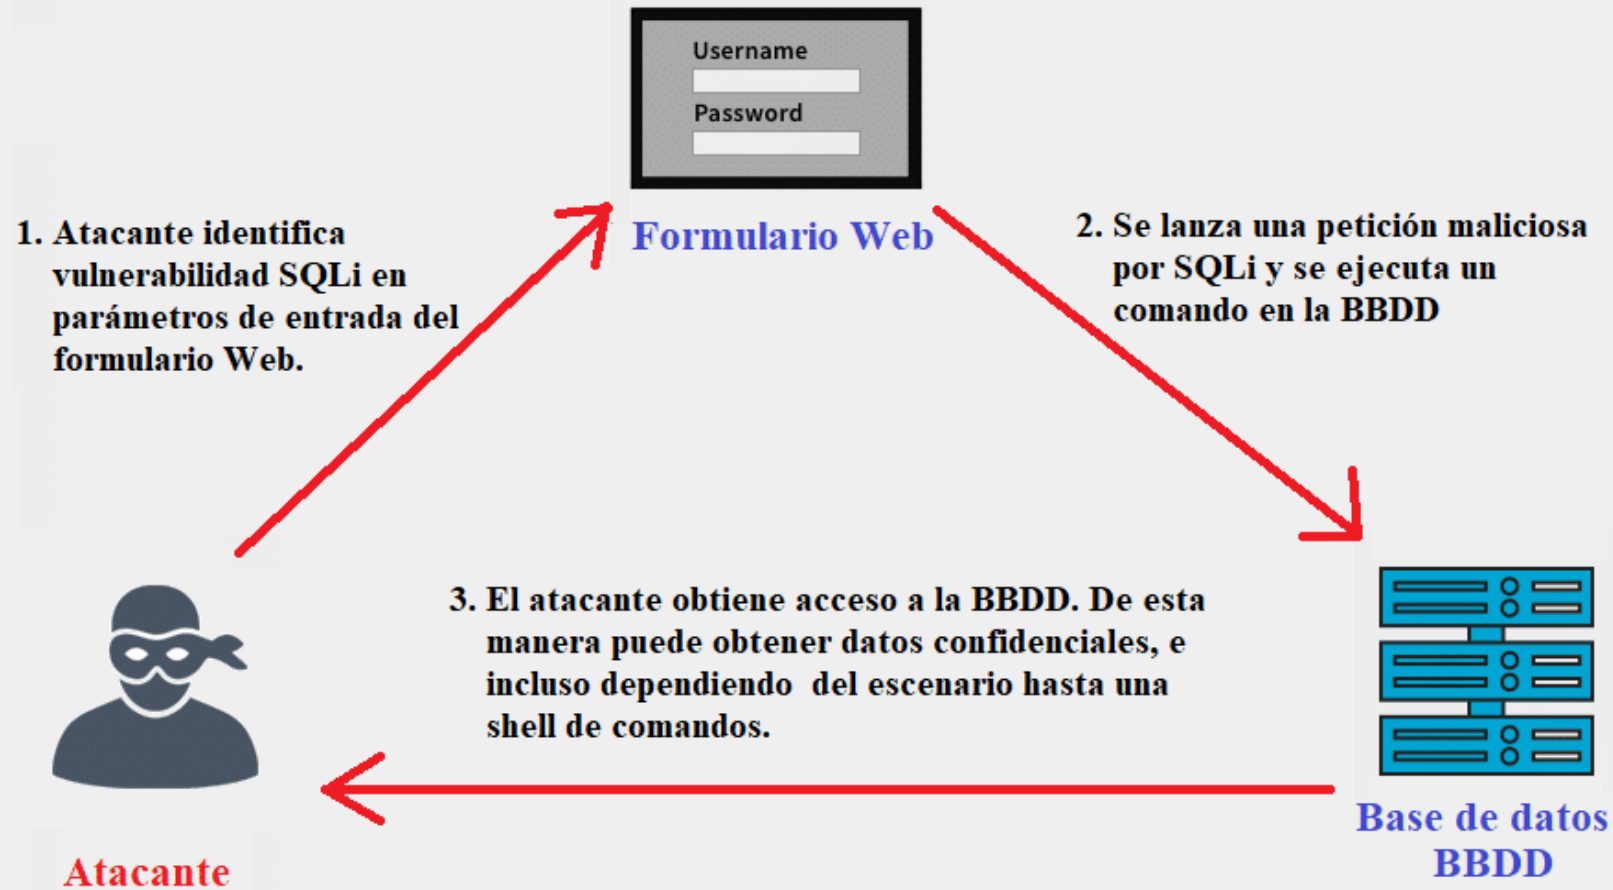 Username
Password
Formulario Web
1. Atacante identifica
vulnerabilidad SQLi en
parámetros de entrada del
formulario Web.
2. Se lanza una petición maliciosa
por SQLi y se ejecuta un
comando en la BBDD
3. El atacante obtiene acceso a la BBDD. De esta
manera puede obtener datos confidenciales, e
incluso dependiendo del escenario hasta una
shell de comandos.
Base de datos
BBDD
Atacante